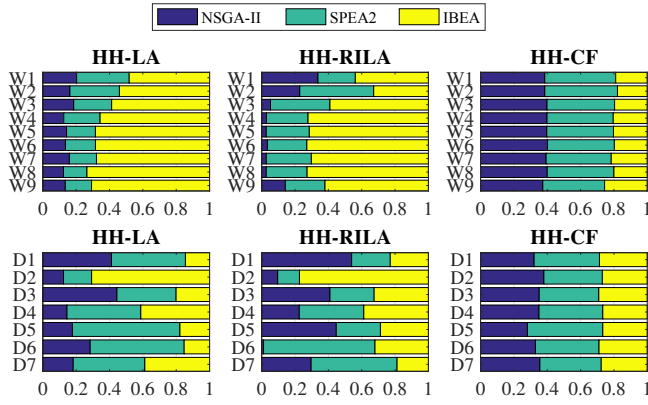 NSGA-II SPEA2 IBEA
HH-LA HH-RILA HH-CF
W1 W1 W1
W2 W2 W2
W3 W3 W3
W4 W4 W4
W5 W5 W5
W6 W6 W6
W7 W7 W7
W8 W8 W8
W9 W9 W9
0 0.2 0.4 0.6 0.8 1 0 0.2 0.4 0.6 0.8 1 0 0.2 0.4 0.6 0.8 1
HH-LA HH-RILA HH-CF
D1 D1 D1
D2 D2 D2
D3 D3 D3
D4 D4 D4
D5 D5 D5
D6 D6 D6
D7 D7 D7
0 0.2 0.4 0.6 0.8 1 0 0.2 0.4 0.6 0.8 1 0 0.2 0.4 0.6 0.8 1